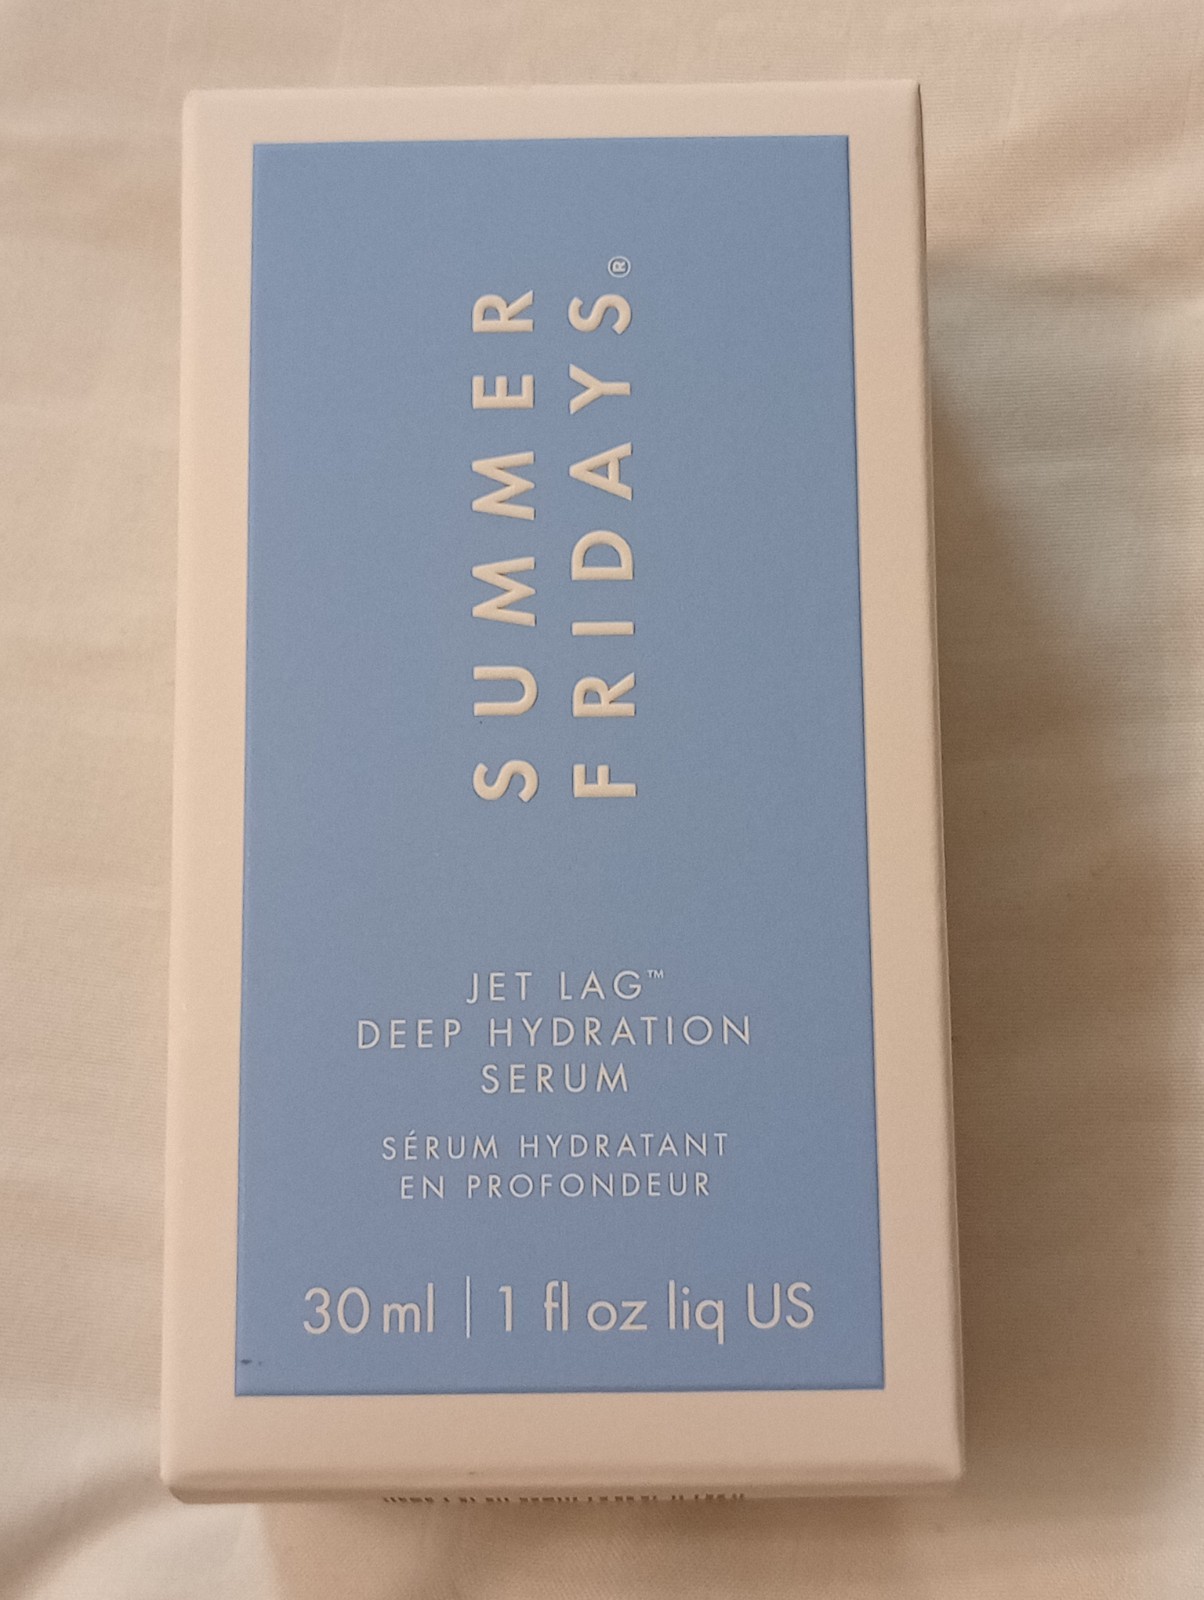 SUMMER
FRIDAYS®
JET LAG™
DEEP HYDRATION
SERUM
SÉRUM HYDRATANT
EN PROFONDEUR
30 ml | 1 fl oz liq US